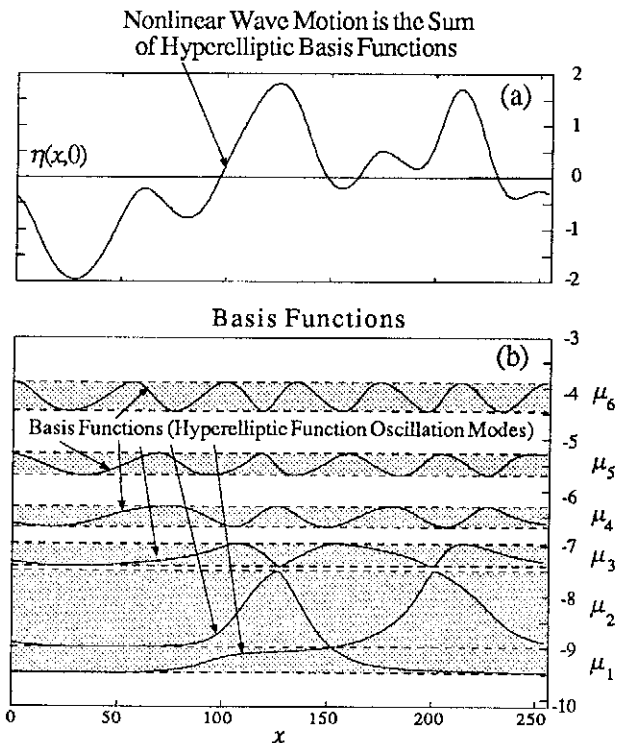 Nonlinear Wave Motion is the Sum
of Hyperelliptic Basis Functions
(a)
η(x,0)
2
1
0
-1
-2
Basis Functions
(b)
-3
-4
-5
-6
-7
-8
-9
-10
μ6
μ5
μ4
μ3
μ2
μ1
Basis Functions (Hyperelliptic Function Oscillation Modes)
0 50 100 150 200 250
x